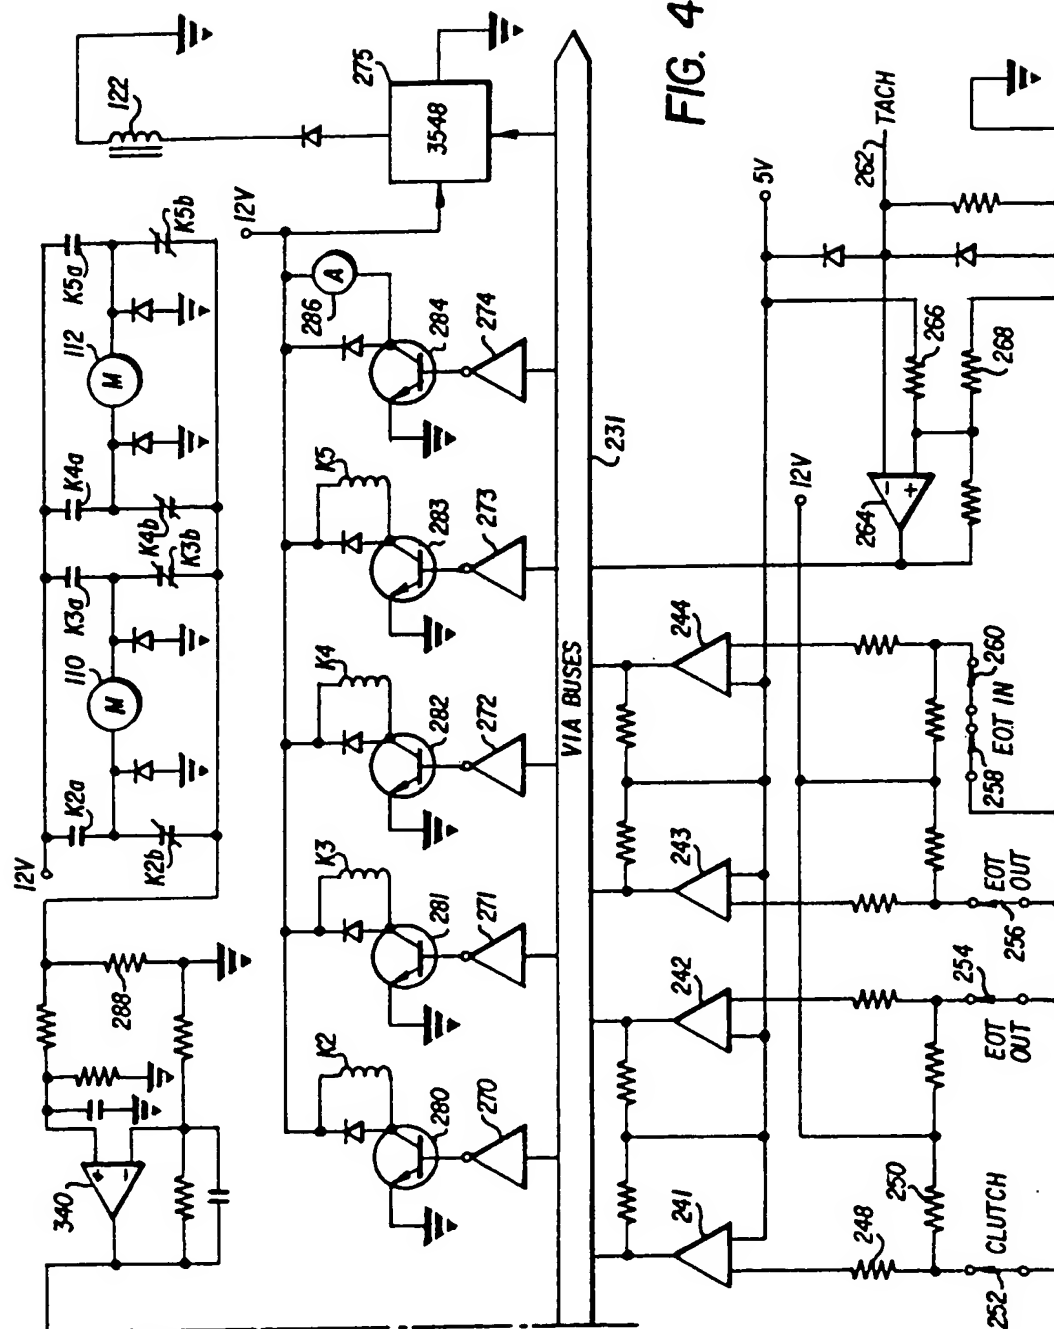 FIG. 4
12V
K2a
K2b
110
M
K3a
K3b
K4a
K4b
112
M
K5a
K5b
122
275
3548
340
+
-
288
12V
K2
280
270
K3
281
271
K4
282
272
K5
283
273
286
A
284
274
VIA BUSES
231
241
242
243
244
5V
12V
264
-
+
266
268
262
TACH
248
250
252
CLUTCH
254
EOT
OUT
256
EOT
OUT
258
EOT IN
260